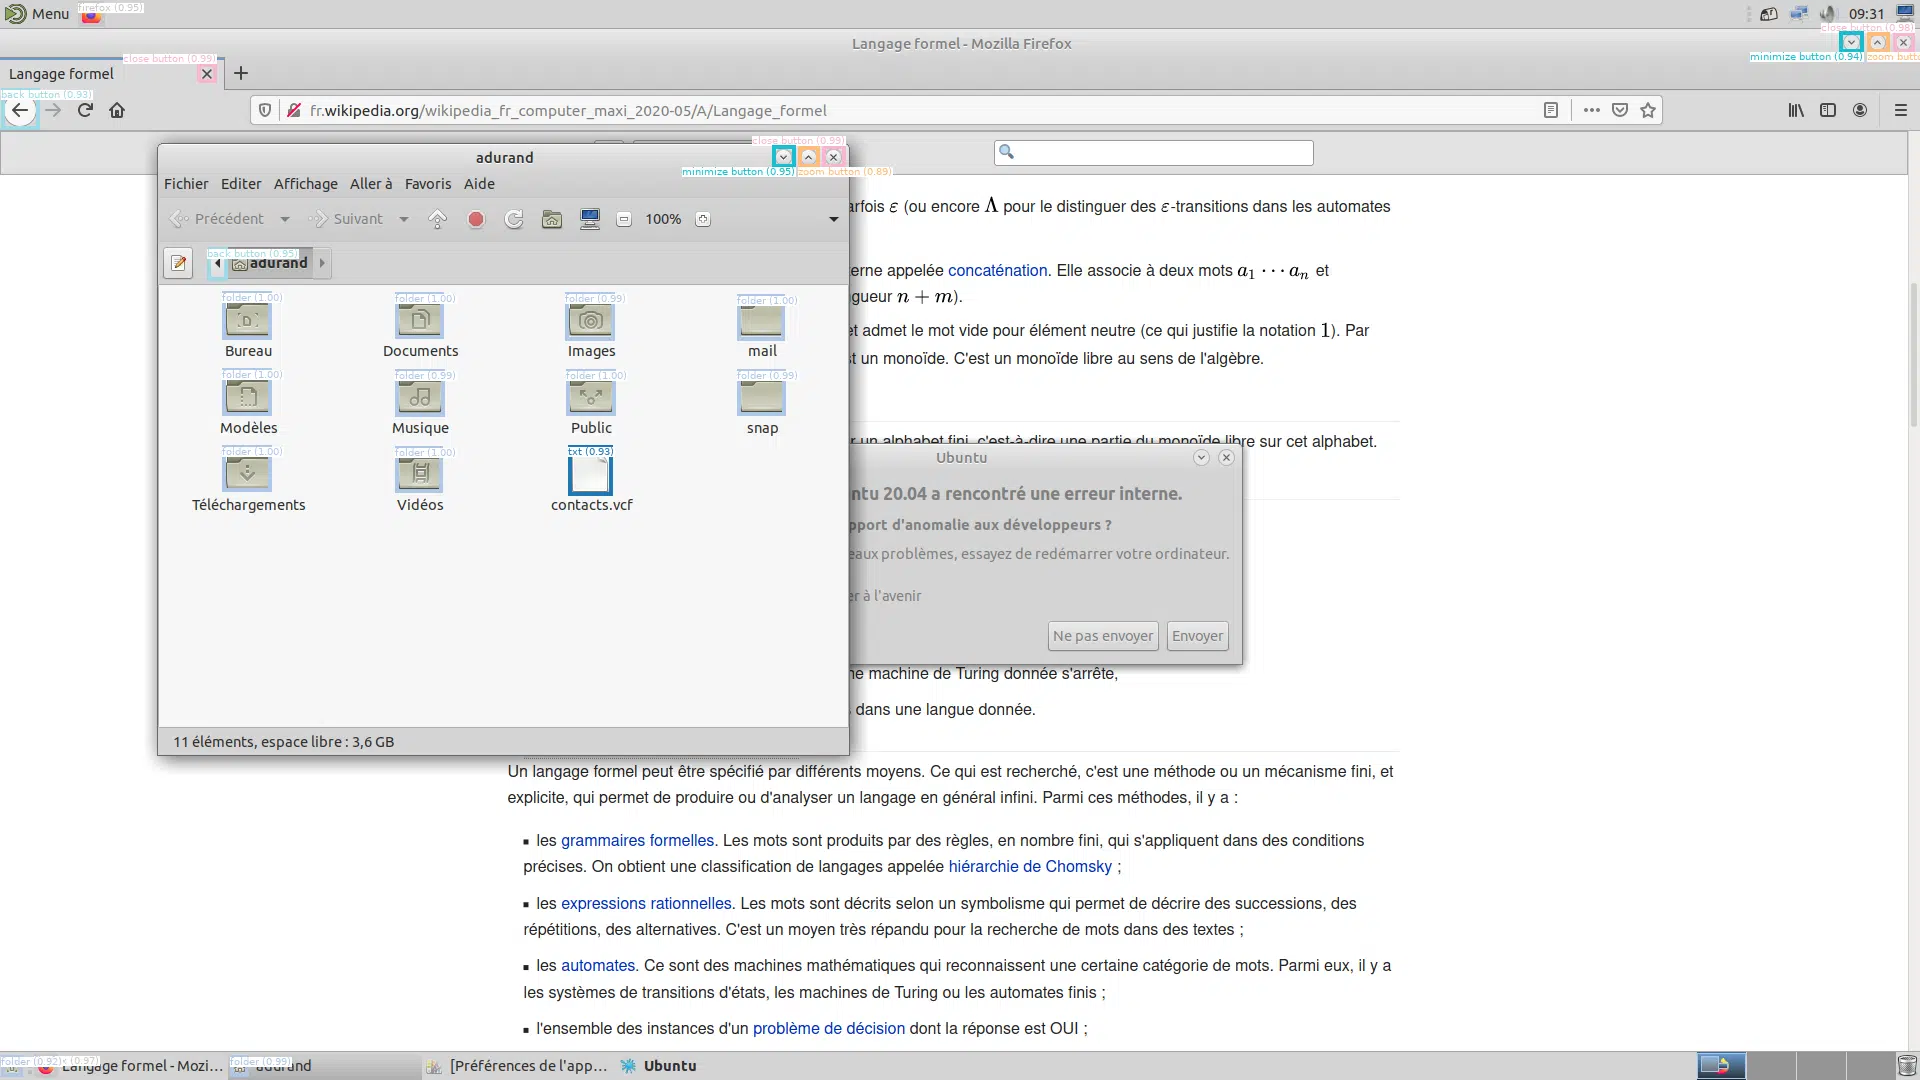 Menu
firefox (0.95)
09:31
Langage formel - Mozilla Firefox
close button (0.98)
minimize button (0.94)
zoom butto
close button (0.99)
Langage formel
back button (0.93)
fr.wikipedia.org/wikipedia_fr_computer_maxi_2020-05/A/Langage_formel
close button (0.99)
adurand
minimize button (0.95)
zoom button (0.89)
Fichier Editer Affichage Aller à Favoris Aide
Précédent Suivant 100%
back button (0.95)
adurand
folder (1.00) folder (1.00) folder (0.99) folder (1.00)
Bureau Documents Images mail
folder (1.00) folder (0.99) folder (1.00) folder (0.99)
Modèles Musique Public snap
folder (1.00) folder (1.00) txt (0.93)
Téléchargements Vidéos contacts.vcf
11 éléments, espace libre : 3,6 GB
arfois ε (ou encore Λ pour le distinguer des ε-transitions dans les automates
erne appelée concaténation. Elle associe à deux mots a₁ ⋯ aₙ et
gueur n + m).
et admet le mot vide pour élément neutre (ce qui justifie la notation 1). Par
t un monoïde. C'est un monoïde libre au sens de l'algèbre.
r un alphabet fini, c'est-à-dire une partie du monoïde libre sur cet alphabet.
Ubuntu
ntu 20.04 a rencontré une erreur interne.
pport d'anomalie aux développeurs ?
eaux problèmes, essayez de redémarrer votre ordinateur.
er à l'avenir
Ne pas envoyer Envoyer
ne machine de Turing donnée s'arrête,
dans une langue donnée.
Un langage formel peut être spécifié par différents moyens. Ce qui est recherché, c'est une méthode ou un mécanisme fini, et
explicite, qui permet de produire ou d'analyser un langage en général infini. Parmi ces méthodes, il y a :
▪ les grammaires formelles. Les mots sont produits par des règles, en nombre fini, qui s'appliquent dans des conditions
précises. On obtient une classification de langages appelée hiérarchie de Chomsky ;
▪ les expressions rationnelles. Les mots sont décrits selon un symbolisme qui permet de décrire des successions, des
répétitions, des alternatives. C'est un moyen très répandu pour la recherche de mots dans des textes ;
▪ les automates. Ce sont des machines mathématiques qui reconnaissent une certaine catégorie de mots. Parmi eux, il y a
les systèmes de transitions d'états, les machines de Turing ou les automates finis ;
▪ l'ensemble des instances d'un problème de décision dont la réponse est OUI ;
folder (0.92) (0.97) folder (0.99)
Langage formel - Mozi... adurand [Préférences de l'app... Ubuntu